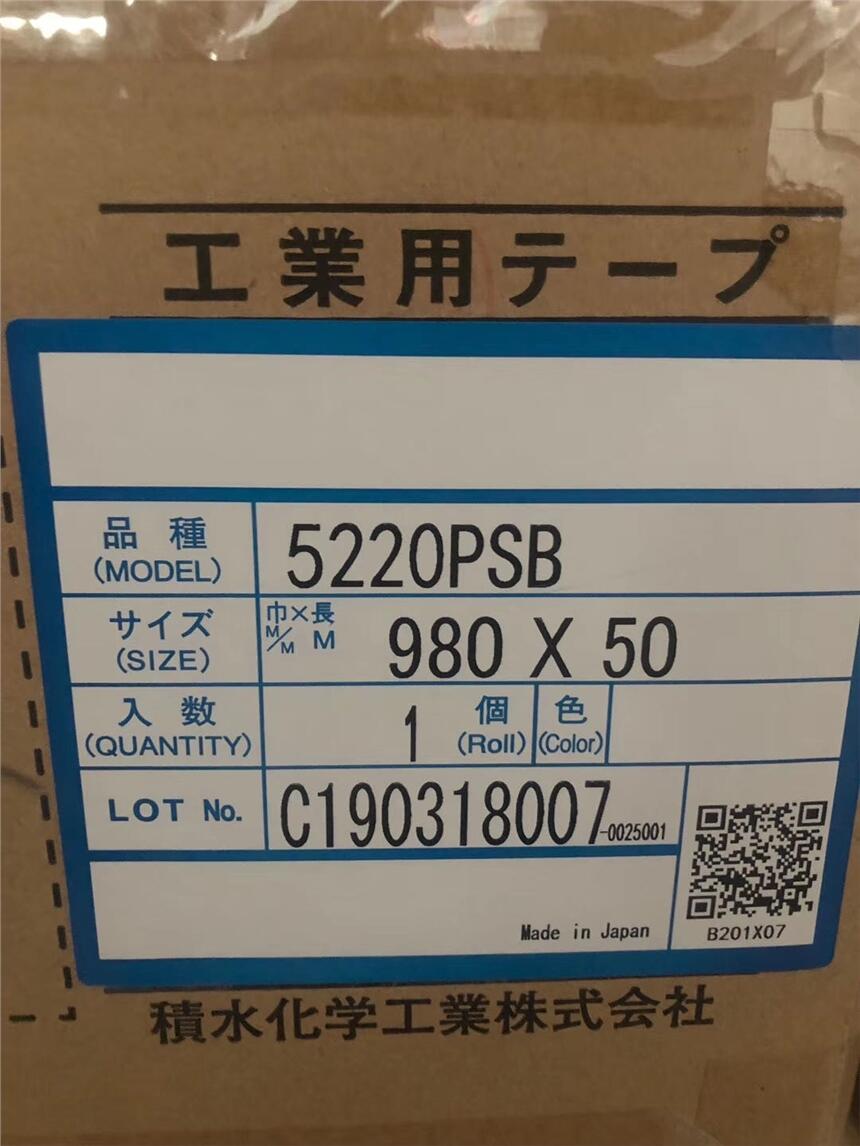 工業用テープ
品種 5220PSB
(MODEL)
サイズ 巾×長 980 X 50
(SIZE) M/M M
入数 1 個 色
(QUANTITY) (Roll) (Color)
LOT No. C190318007-0025001
Made in Japan
B201X07
積水化学工業株式会社